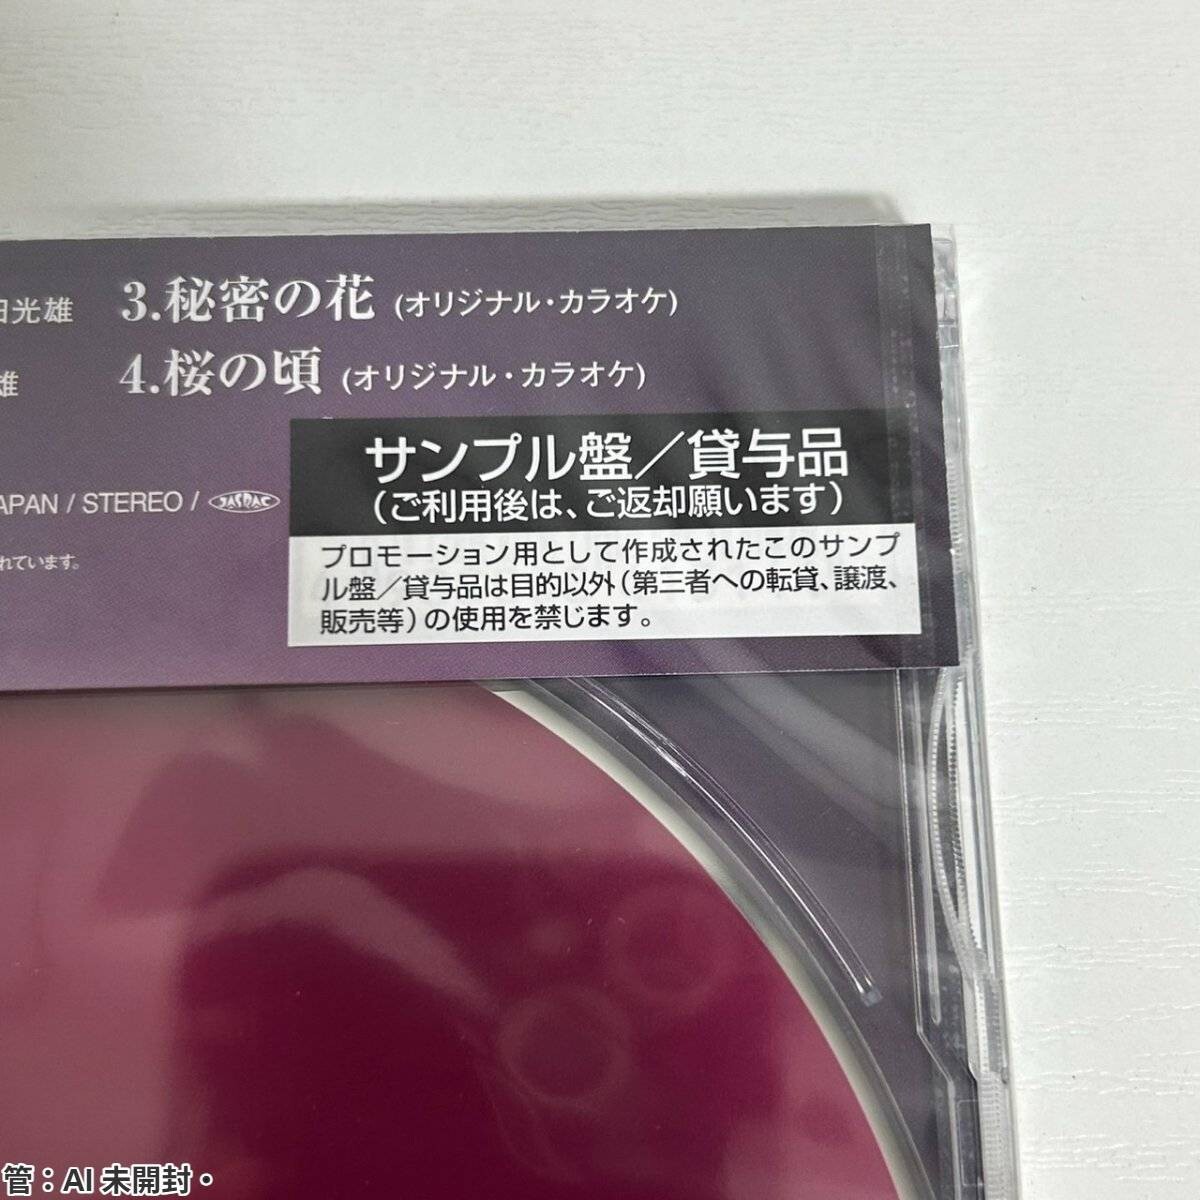 田光雄 3.秘密の花 (オリジナル・カラオケ)
雄 4.桜の頃 (オリジナル・カラオケ)
サンプル盤／貸与品
(ご利用後は、ご返却願います)
APAN / STEREO / JASRAC
プロモーション用として作成されたこのサンプ
れています。
ル盤／貸与品は目的以外(第三者への転貸、譲渡、
販売等)の使用を禁じます。
管：AI 未開封・